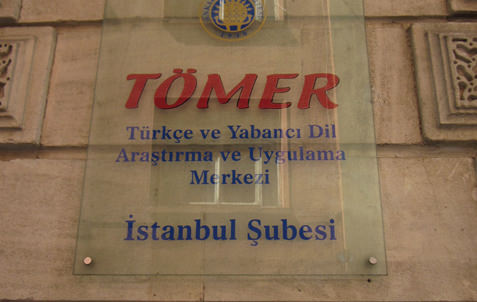 TÖMER
Türkçe ve Yabancı Dil
Araştırma ve Uygulama
Merkezi
İstanbul Şubesi